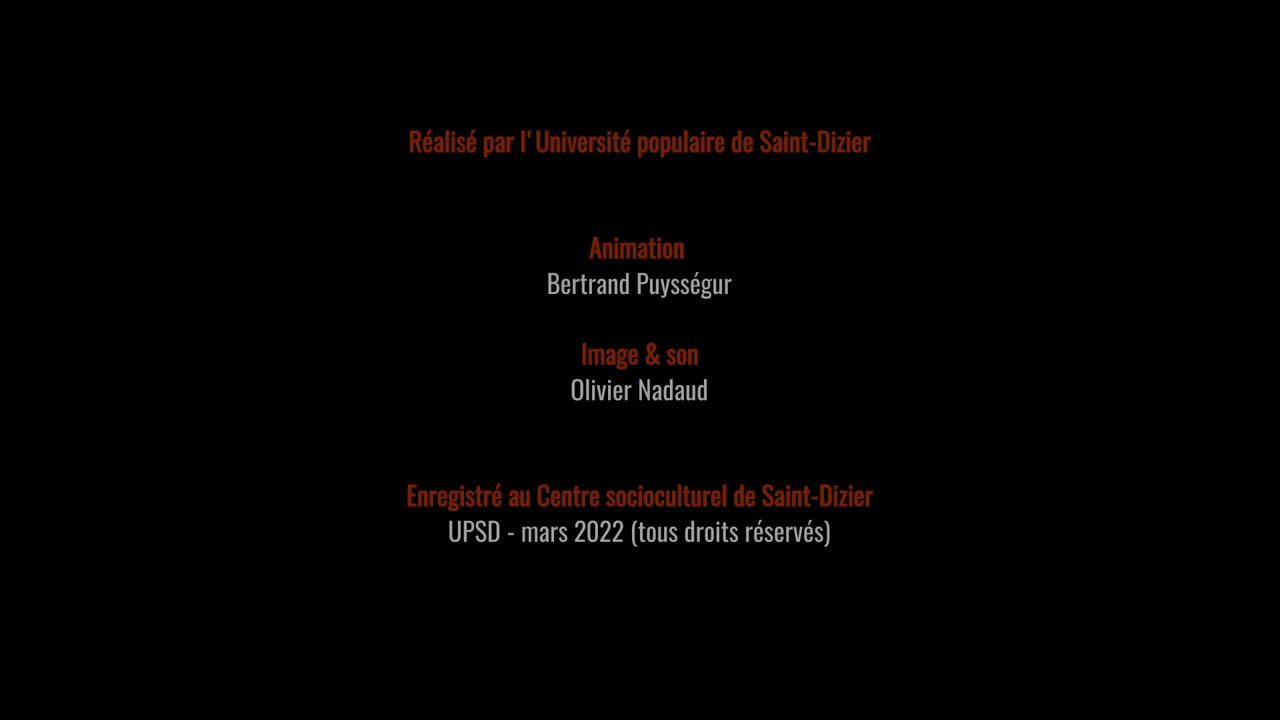 Réalisé par l'Université populaire de Saint-Dizier
Animation
Bertrand Puysségur
Image & son
Olivier Nadaud
Enregistré au Centre socioculturel de Saint-Dizier
UPSD - mars 2022 (tous droits réservés)